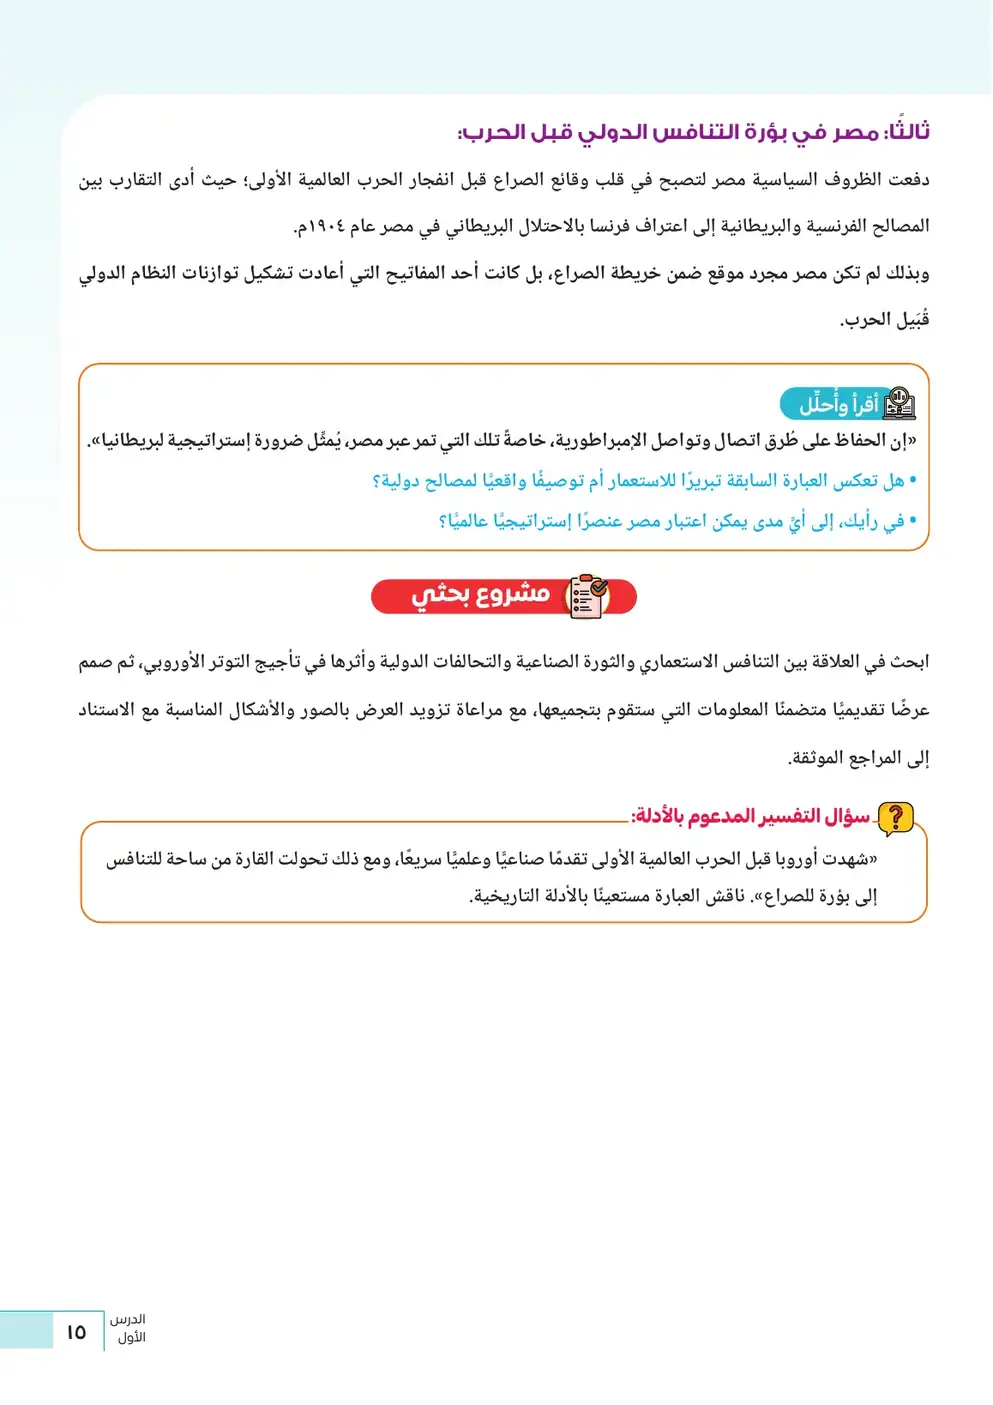 ثالثًا: مصر في بؤرة التنافس الدولي قبل الحرب:
دفعت الظروف السياسية مصر لتصبح في قلب وقائع الصراع قبل انفجار الحرب العالمية الأولى؛ حيث أدى التقارب بين
المصالح الفرنسية والبريطانية إلى اعتراف فرنسا بالاحتلال البريطاني في مصر عام ١٩٠٤م.
وبذلك لم تكن مصر مجرد موقع ضمن خريطة الصراع، بل كانت أحد المفاتيح التي أعادت تشكيل توازنات النظام الدولي
قُبَيل الحرب.
أقرأ وأُحلِّل
«إن الحفاظ على طُرق اتصال وتواصل الإمبراطورية، خاصةً تلك التي تمر عبر مصر، يُمثِّل ضرورة إستراتيجية لبريطانيا».
• هل تعكس العبارة السابقة تبريرًا للاستعمار أم توصيفًا واقعيًّا لمصالح دولية؟
• في رأيك، إلى أيِّ مدى يمكن اعتبار مصر عنصرًا إستراتيجيًّا عالميًّا؟
مشروع بحثي
ابحث في العلاقة بين التنافس الاستعماري والثورة الصناعية والتحالفات الدولية وأثرها في تأجيج التوتر الأوروبي، ثم صمم
عرضًا تقديميًّا متضمنًا المعلومات التي ستقوم بتجميعها، مع مراعاة تزويد العرض بالصور والأشكال المناسبة مع الاستناد
إلى المراجع الموثقة.
سؤال التفسير المدعوم بالأدلة:
«شهدت أوروبا قبل الحرب العالمية الأولى تقدمًا صناعيًّا وعلميًّا سريعًا، ومع ذلك تحولت القارة من ساحة للتنافس
إلى بؤرة للصراع». ناقش العبارة مستعينًا بالأدلة التاريخية.
الدرس
الأول
١٥